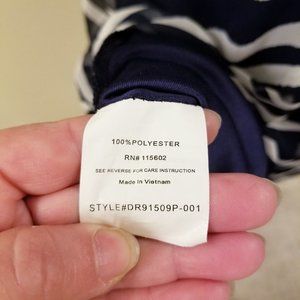 100%POLYESTER
RN# 115602
SEE REVERSE FOR CARE INSTRUCTION
Made In Vietnam
STYLE#DR91509P-001